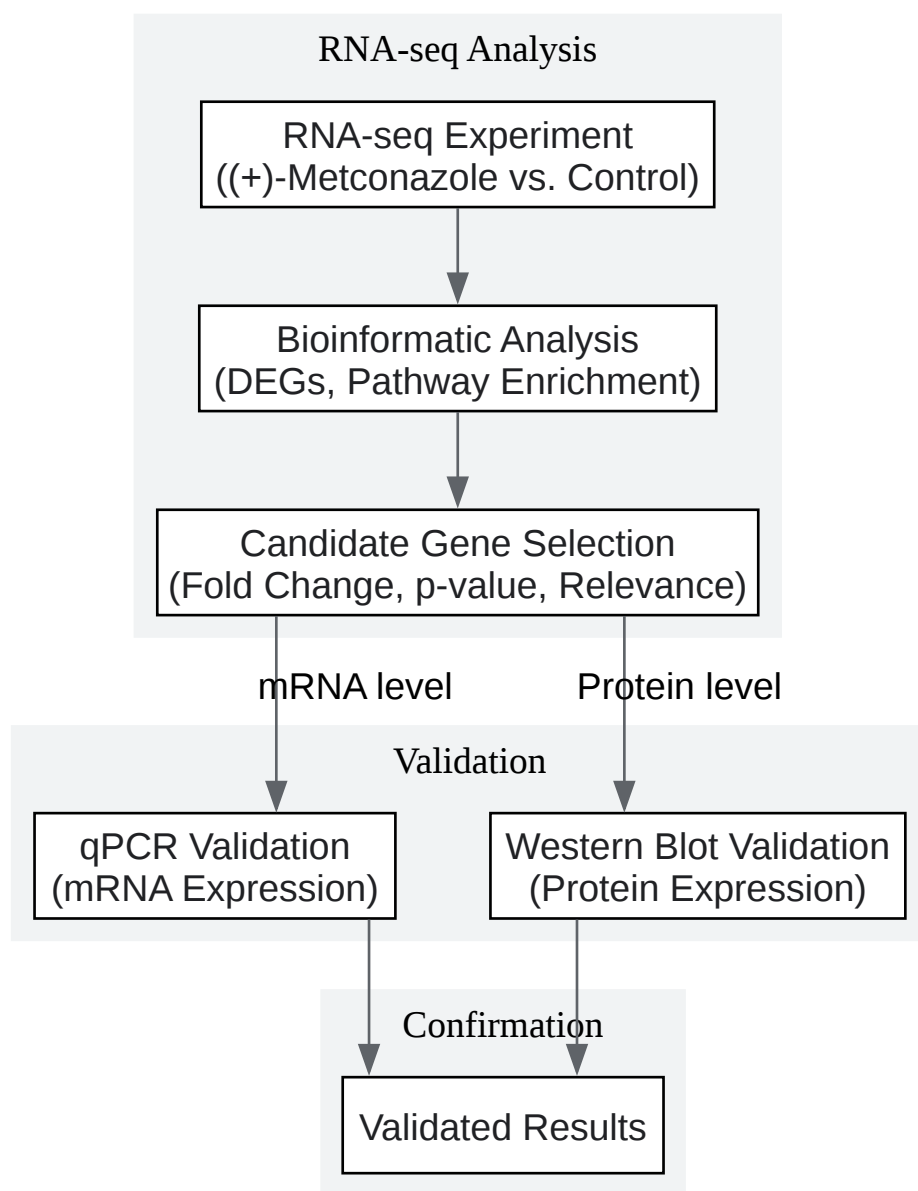 RNA-seq Analysis
RNA-seq Experiment
((+)-Metconazole vs. Control)
Bioinformatic Analysis
(DEGs, Pathway Enrichment)
Candidate Gene Selection
(Fold Change, p-value, Relevance)
mRNA level
Protein level
Validation
qPCR Validation
(mRNA Expression)
Western Blot Validation
(Protein Expression)
Confirmation
Validated Results